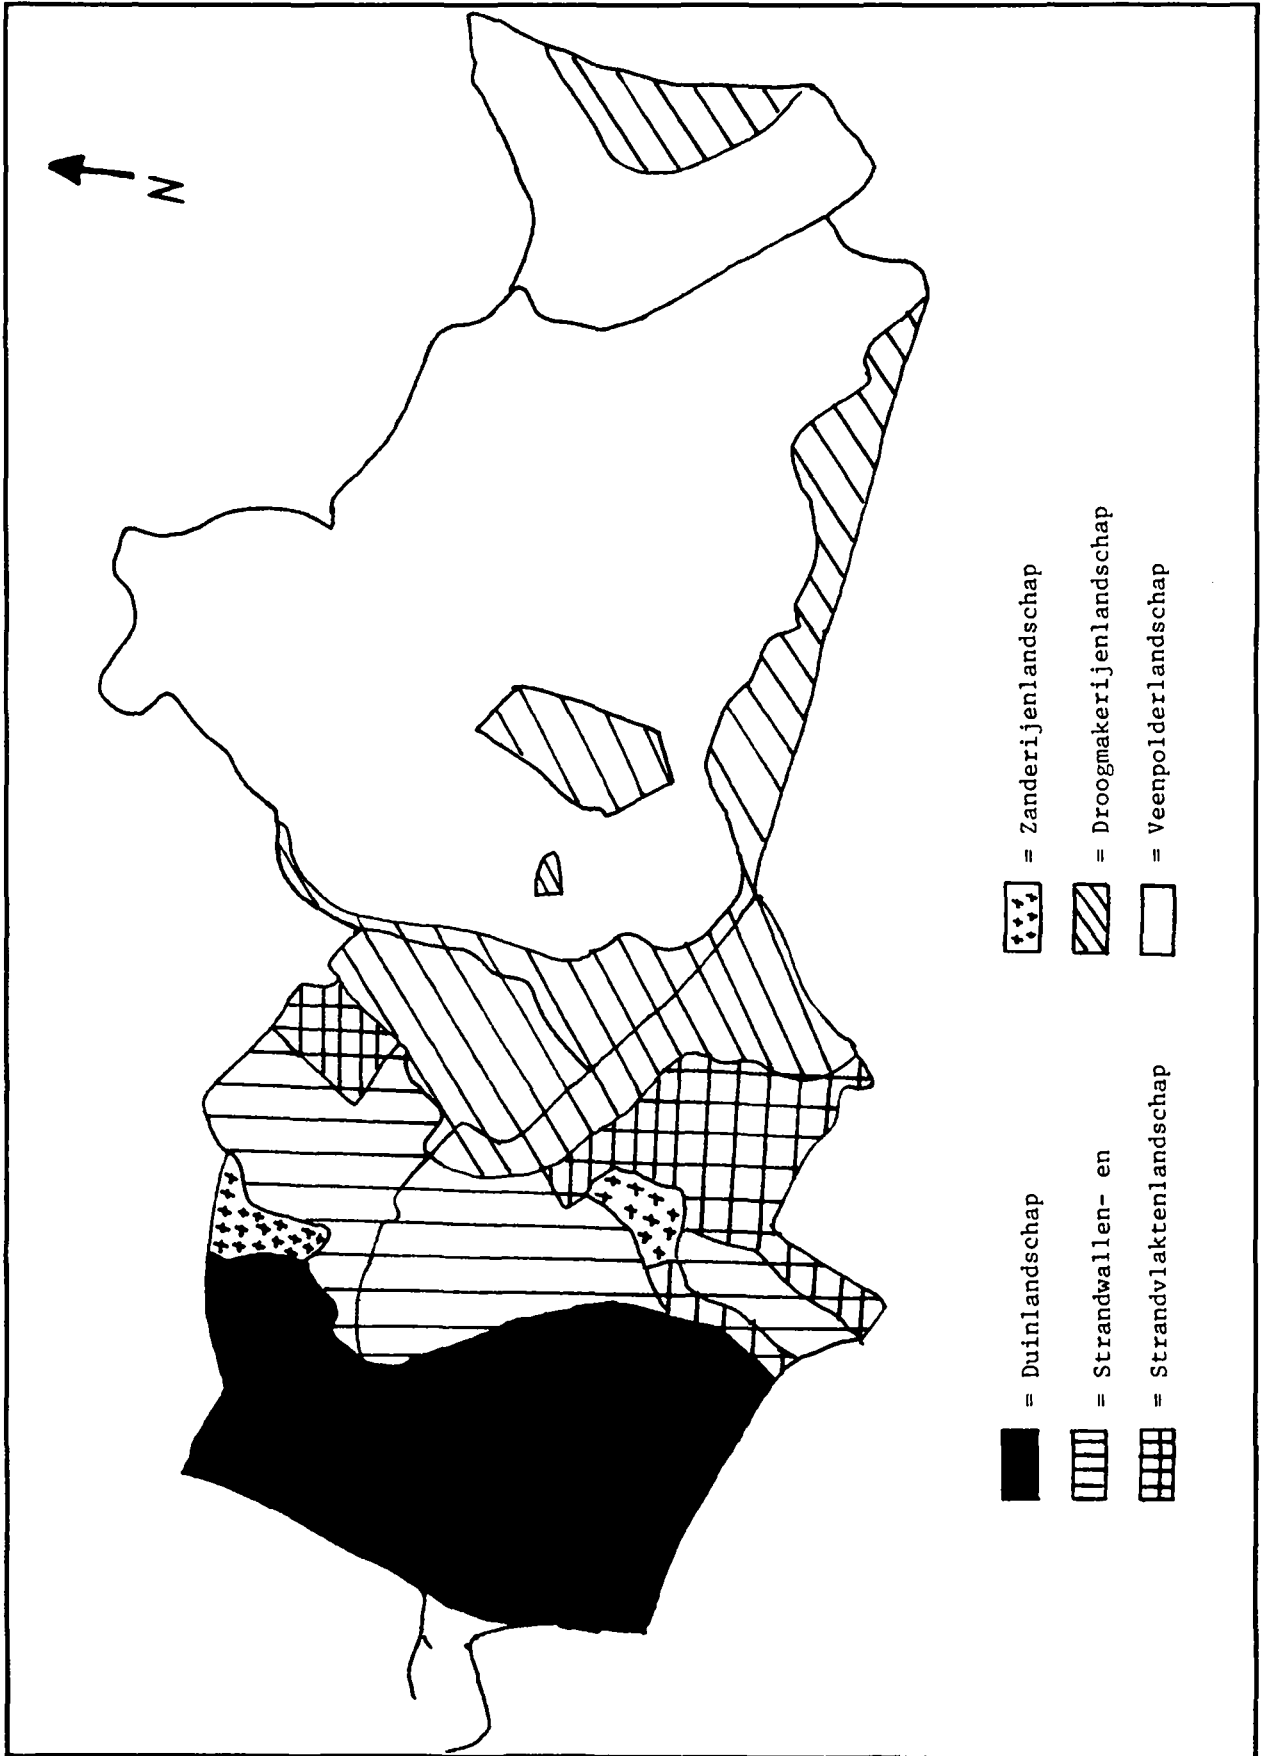 N
= Duinlandschap
= Strandwallen- en
= Strandvlaktenlandschap
= Zanderijenlandschap
= Droogmakerijenlandschap
= Veenpolderlandschap